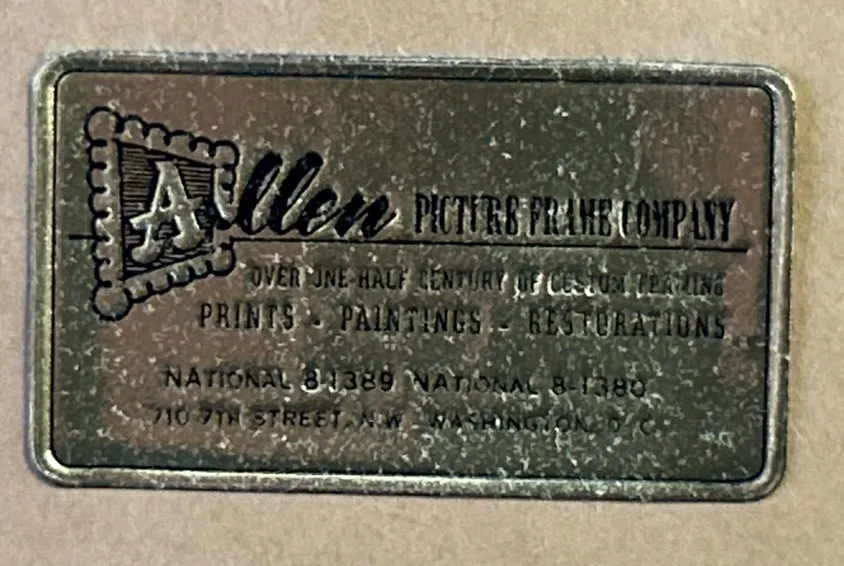 Allen PICTURE FRAME COMPANY
OVER ONE-HALF CENTURY OF CUSTOM FRAMING
PRINTS - PAINTINGS - RESTORATIONS
NATIONAL 8-1389 NATIONAL 8-1380
710 7TH STREET, N.W. WASHINGTON, D.C.